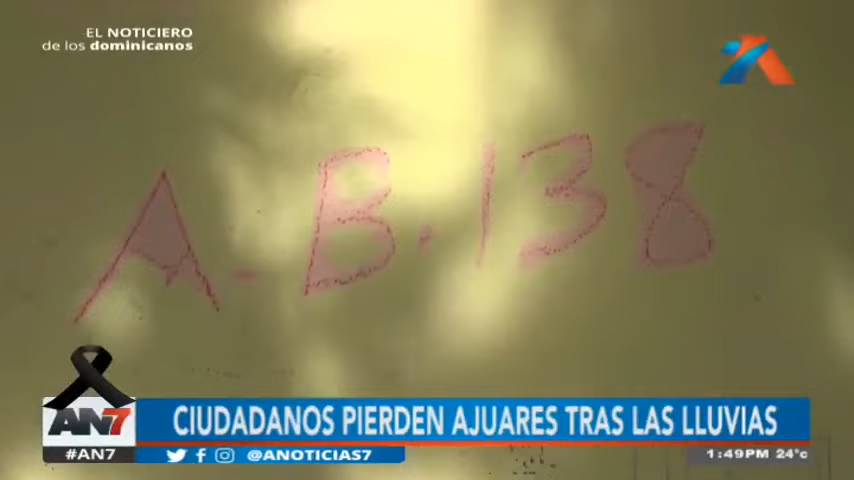 EL NOTICIERO
de los dominicanos
A-B-138
AN7
CIUDADANOS PIERDEN AJUARES TRAS LAS LLUVIAS
#AN7
@ANOTICIAS7
1:49PM 24°c